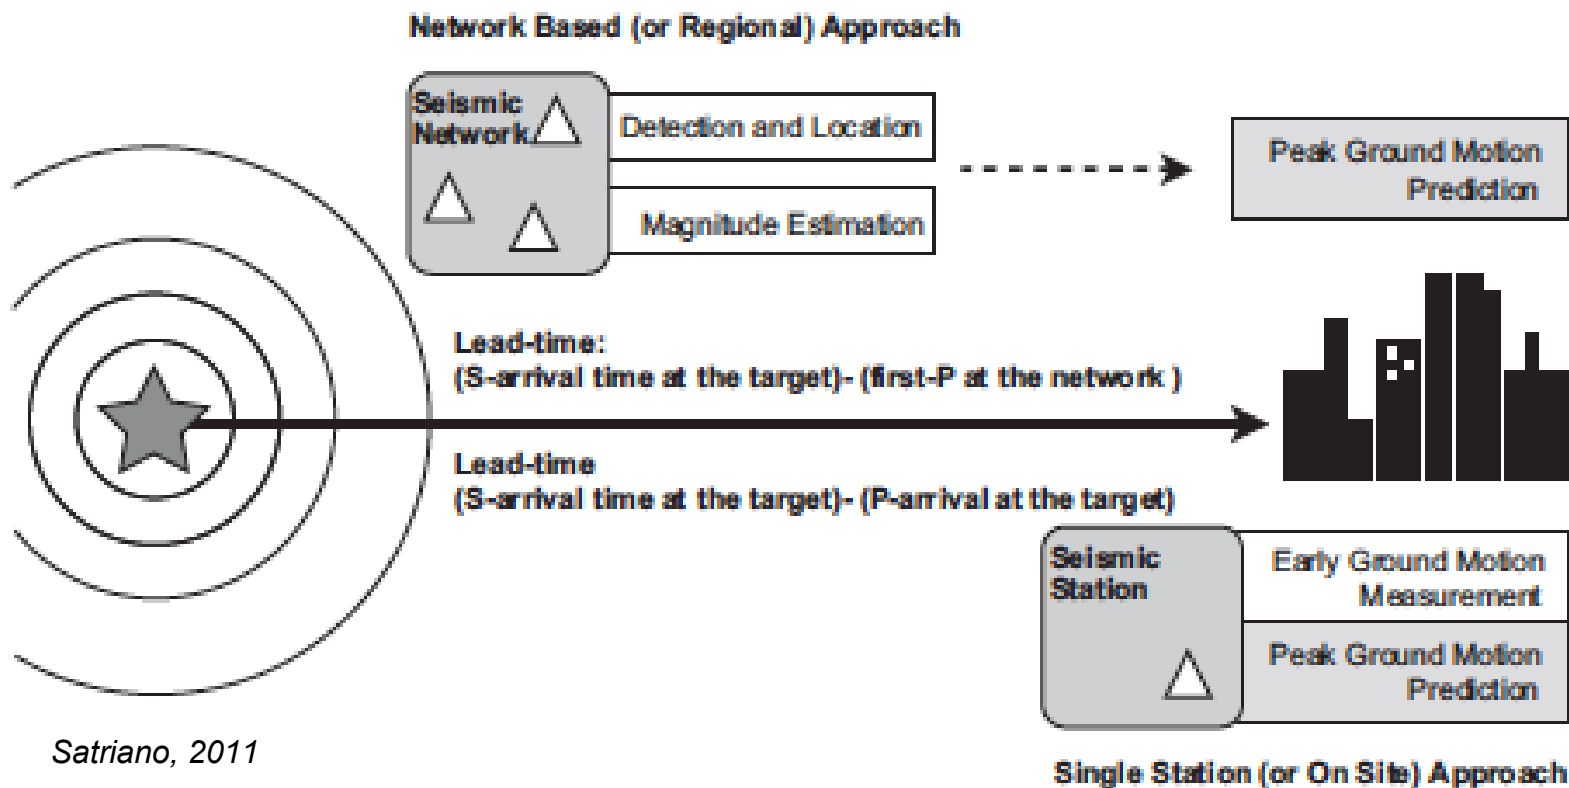 Network Based (or Regional) Approach
Seismic
Network
Detection and Location
Magnitude Estimation
Peak Ground Motion
Prediction
Lead-time:
(S-arrival time at the target)- (first-P at the network )
Lead-time
(S-arrival time at the target)- (P-arrival at the target)
Seismic
Station
Early Ground Motion
Measurement
Peak Ground Motion
Prediction
Satriano, 2011
Single Station (or On Site) Approach